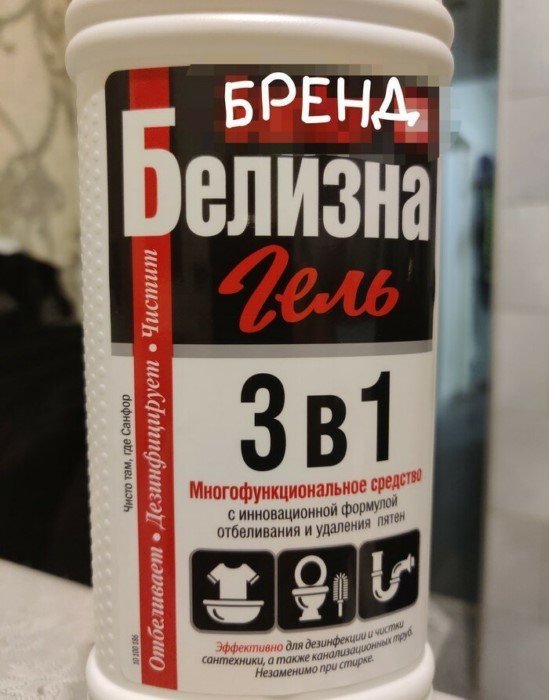 БРЕНД
Белизна
Гель
3 в 1
Многофункциональное средство
с инновационной формулой
отбеливания и удаления пятен
Эффективно для дезинфекции и чистки
сантехники, а также канализационных труб.
Незаменимо при стирке.
Отбеливает • Дезинфицирует • Чистит
Чисто там, где Санфор